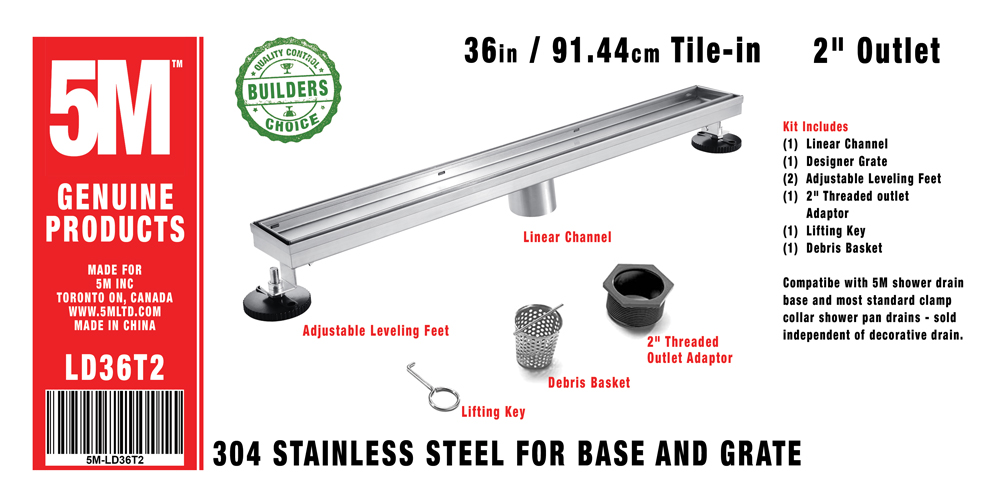 5M™
GENUINE
PRODUCTS
MADE FOR
5M INC
TORONTO ON, CANADA
WWW.5MLTD.COM
MADE IN CHINA
LD36T2
5M-LD36T2
QUALITY CONTROL
BUILDERS
CHOICE
36in / 91.44cm Tile-in
2" Outlet
Linear Channel
Adjustable Leveling Feet
2" Threaded
Outlet Adaptor
Debris Basket
Lifting Key
Kit Includes
(1) Linear Channel
(1) Designer Grate
(2) Adjustable Leveling Feet
(1) 2" Threaded outlet
Adaptor
(1) Lifting Key
(1) Debris Basket
Compatibe with 5M shower drain
base and most standard clamp
collar shower pan drains - sold
independent of decorative drain.
304 STAINLESS STEEL FOR BASE AND GRATE